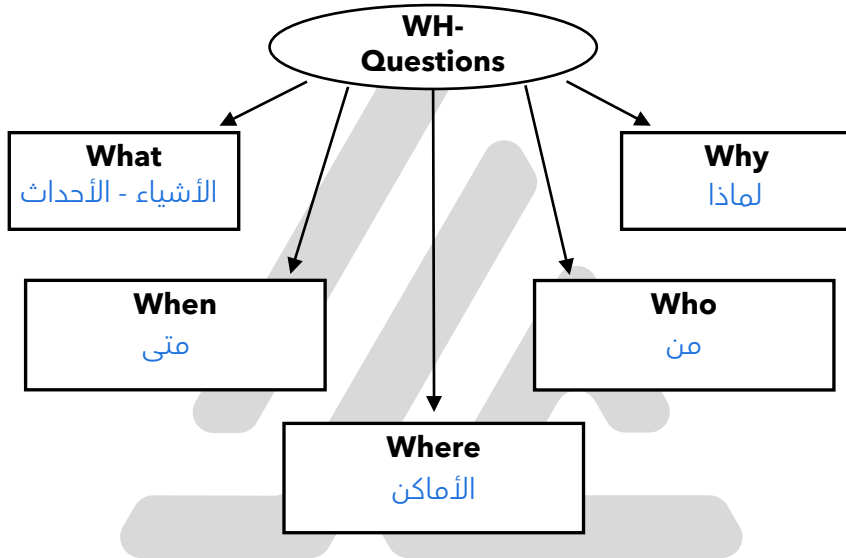 WH-
Questions
What
الأشياء - الأحداث
Why
لماذا
When
متى
Who
من
Where
الأماكن